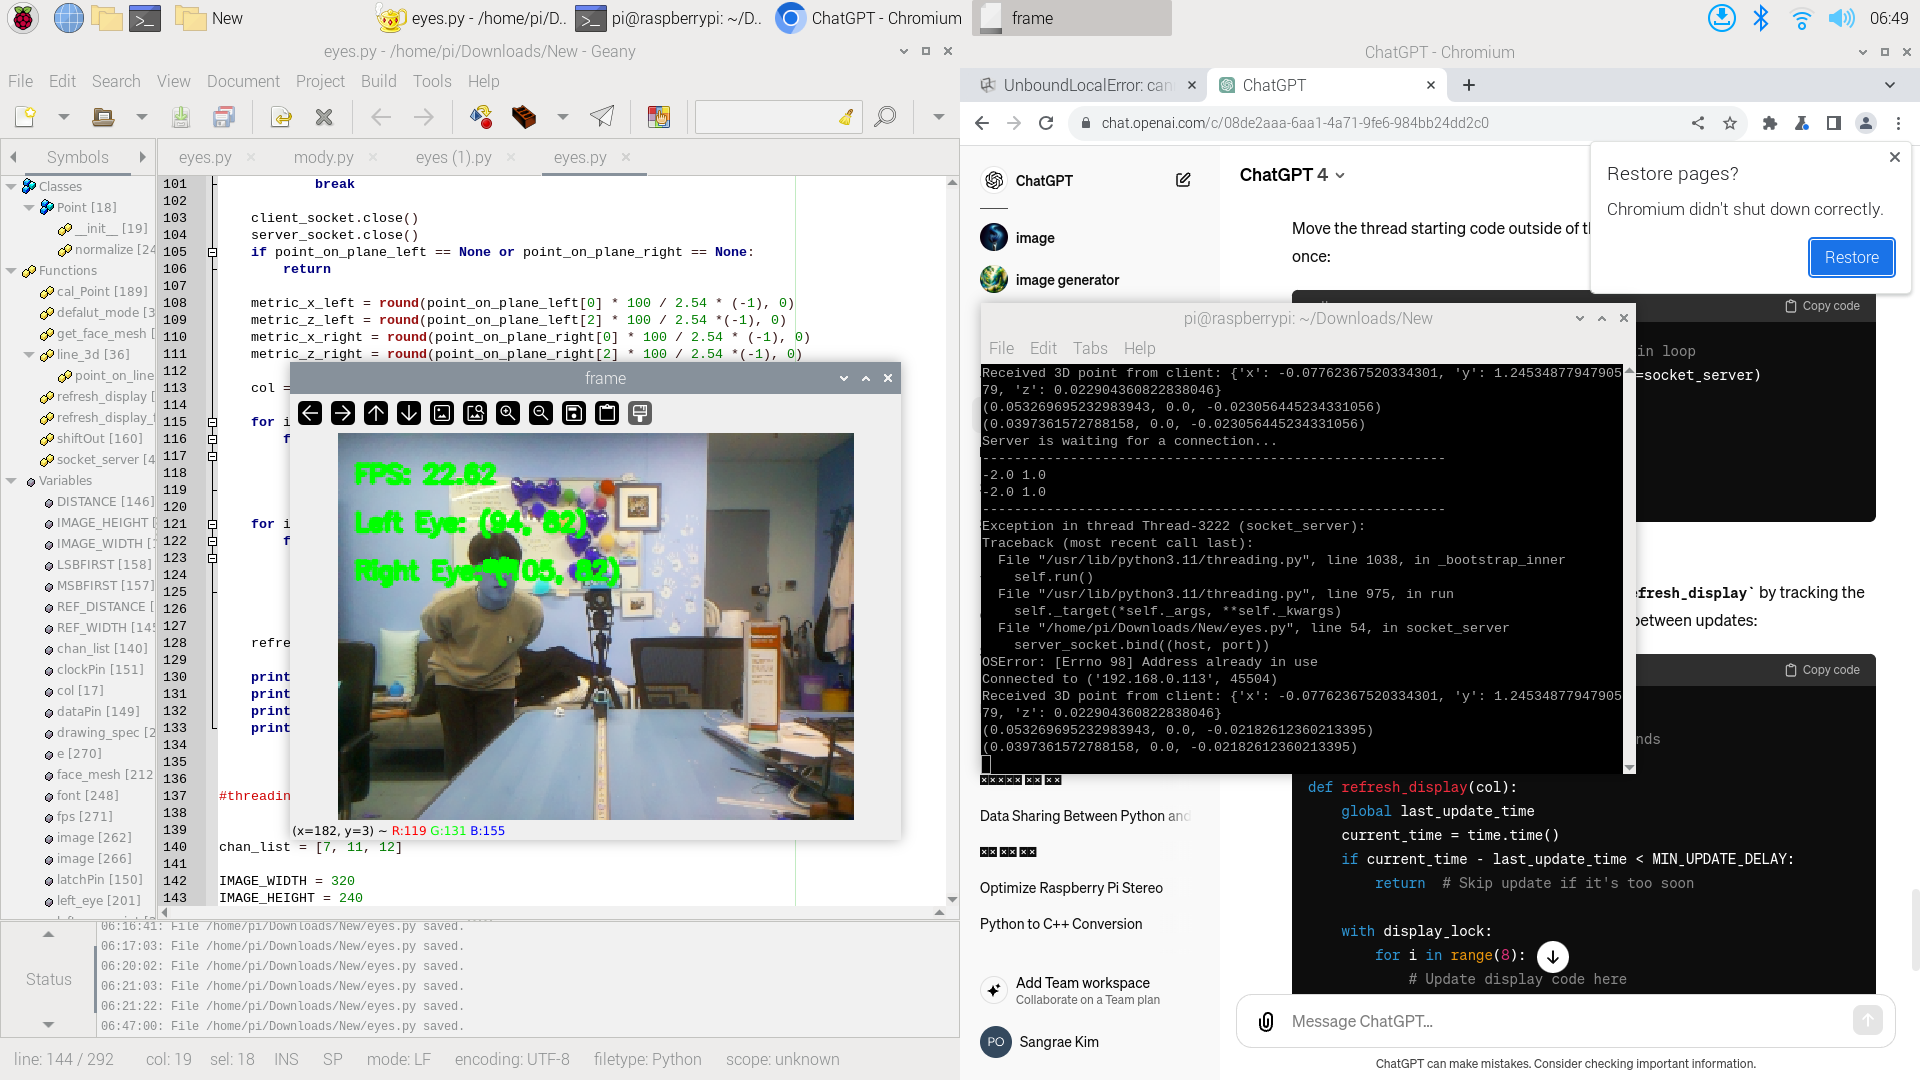 New
eyes.py - /home/pi/D..
pi@raspberrypi: ~/D..
ChatGPT - Chromium
frame
06:49
eyes.py - /home/pi/Downloads/New - Geany
File Edit Search View Document Project Build Tools Help
Symbols
eyes.py
mody.py
eyes (1).py
eyes.py
Classes
Point [18]
__init__ [19]
normalize [24
Functions
cal_Point [189]
defalut_mode [3
get_face_mesh [
line_3d [36]
point_on_line
refresh_display [
refresh_display_
shiftOut [160]
socket_server [4
Variables
DISTANCE [146]
IMAGE_HEIGHT [
IMAGE_WIDTH [
LSBFIRST [158]
MSBFIRST [157]
REF_DISTANCE [
REF_WIDTH [145
chan_list [140]
clockPin [151]
col [17]
dataPin [149]
drawing_spec [2
e [270]
face_mesh [212
font [248]
fps [271]
image [262]
image [266]
latchPin [150]
left_eye [201]
101 break
102
103 client_socket.close()
104 server_socket.close()
105 if point_on_plane_left == None or point_on_plane_right == None:
106 return
107
108 metric_x_left = round(point_on_plane_left[0] * 100 / 2.54 * (-1), 0)
109 metric_z_left = round(point_on_plane_left[2] * 100 / 2.54 *(-1), 0)
110 metric_x_right = round(point_on_plane_right[0] * 100 / 2.54 * (-1), 0)
111 metric_z_right = round(point_on_plane_right[2] * 100 / 2.54 *(-1), 0)
112
113 col =
114
115 for i
116 f
117
118
119
120
121 for i
122 f
123
124
125
126
127
128 refre
129
130 print
131 print
132 print
133 print
134
135
136
137 #threadin
138
139
140 chan_list = [7, 11, 12]
141
142 IMAGE_WIDTH = 320
143 IMAGE_HEIGHT = 240
frame
FPS: 22.62
Left Eye: (94, 82)
Right Eye: (105, 82)
(x=182, y=3) ~ R:119 G:131 B:155
Status
06:16:41: File /home/pi/Downloads/New/eyes.py saved.
06:17:03: File /home/pi/Downloads/New/eyes.py saved.
06:20:02: File /home/pi/Downloads/New/eyes.py saved.
06:21:03: File /home/pi/Downloads/New/eyes.py saved.
06:21:22: File /home/pi/Downloads/New/eyes.py saved.
06:47:00: File /home/pi/Downloads/New/eyes.py saved.
line: 144 / 292 col: 19 sel: 18 INS SP mode: LF encoding: UTF-8 filetype: Python scope: unknown
ChatGPT - Chromium
UnboundLocalError: can
ChatGPT
chat.openai.com/c/08de2aaa-6aa1-4a71-9fe6-984bb24dd2c0
Restore pages?
Chromium didn't shut down correctly.
Restore
ChatGPT
image
image generator
ChatGPT 4
Move the thread starting code outside of th
once:
Copy code
in loop
=socket_server)
pi@raspberrypi: ~/Downloads/New
File Edit Tabs Help
Received 3D point from client: {'x': -0.07762367520334301, 'y': 1.24534877947905
79, 'z': 0.022904360822838046}
(0.053269695232983943, 0.0, -0.023056445234331056)
(0.0397361572788158, 0.0, -0.023056445234331056)
Server is waiting for a connection...
----------------------------------------------------------
-2.0 1.0
-2.0 1.0
----------------------------------------------------------
Exception in thread Thread-3222 (socket_server):
Traceback (most recent call last):
File "/usr/lib/python3.11/threading.py", line 1038, in _bootstrap_inner
self.run()
File "/usr/lib/python3.11/threading.py", line 975, in run
self._target(*self._args, **self._kwargs)
File "/home/pi/Downloads/New/eyes.py", line 54, in socket_server
server_socket.bind((host, port))
OSError: [Errno 98] Address already in use
Connected to ('192.168.0.113', 45504)
Received 3D point from client: {'x': -0.07762367520334301, 'y': 1.24534877947905
79, 'z': 0.022904360822838046}
(0.053269695232983943, 0.0, -0.02182612360213395)
(0.0397361572788158, 0.0, -0.02182612360213395)
efresh_display` by tracking the
between updates:
Copy code
nds
def refresh_display(col):
global last_update_time
current_time = time.time()
if current_time - last_update_time < MIN_UPDATE_DELAY:
return # Skip update if it's too soon
with display_lock:
for i in range(8):
# Update display code here
Data Sharing Between Python and
Optimize Raspberry Pi Stereo
Python to C++ Conversion
Add Team workspace
Collaborate on a Team plan
PO
Sangrae Kim
Message ChatGPT...
ChatGPT can make mistakes. Consider checking important information.